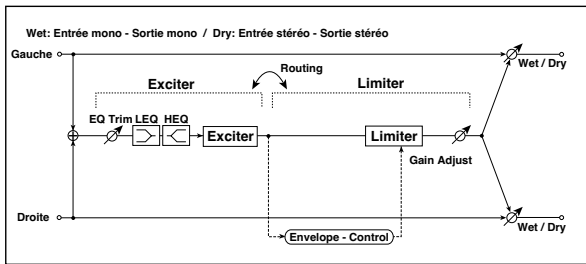 Wet: Entrée mono - Sortie mono / Dry: Entrée stéréo - Sortie stéréo
Gauche
Wet / Dry
Routing
Exciter
Limiter
EQ Trim LEQ HEQ
Exciter
Limiter
Gain Adjust
Droite
Wet / Dry
Envelope - Control